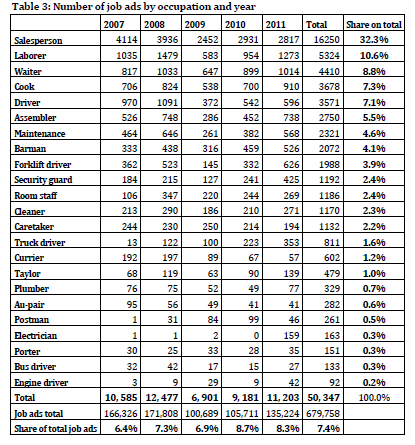 Table 3: Number of job ads by occupation and year
2007 2008 2009 2010 2011 Total Share on total
Salesperson 4114 3936 2452 2931 2817 16250 32.3%
Laborer 1035 1479 583 954 1273 5324 10.6%
Waiter 817 1033 647 899 1014 4410 8.8%
Cook 706 824 538 700 910 3678 7.3%
Driver 970 1091 372 542 596 3571 7.1%
Assembler 526 748 286 452 738 2750 5.5%
Maintenance 464 646 261 382 568 2321 4.6%
Barman 333 438 316 459 526 2072 4.1%
Forklift driver 362 523 145 332 626 1988 3.9%
Security guard 184 215 127 241 425 1192 2.4%
Room staff 106 347 220 244 269 1186 2.4%
Cleaner 213 290 186 210 271 1170 2.3%
Caretaker 244 230 250 214 194 1132 2.2%
Truck driver 13 122 100 223 353 811 1.6%
Currier 192 197 89 67 57 602 1.2%
Taylor 68 119 63 90 139 479 1.0%
Plumber 76 75 52 49 77 329 0.7%
Au-pair 95 56 49 41 41 282 0.6%
Postman 1 31 84 99 46 261 0.5%
Electrician 1 1 2 0 159 163 0.3%
Porter 30 25 33 28 35 151 0.3%
Bus driver 32 42 17 15 27 133 0.3%
Engine driver 3 9 29 9 42 92 0.2%
Total 10,585 12,477 6,901 9,181 11,203 50,347 100.0%
Job ads total 166,326 171,808 100,689 105,711 135,224 679,758
Share of total job ads 6.4% 7.3% 6.9% 8.7% 8.3% 7.4%